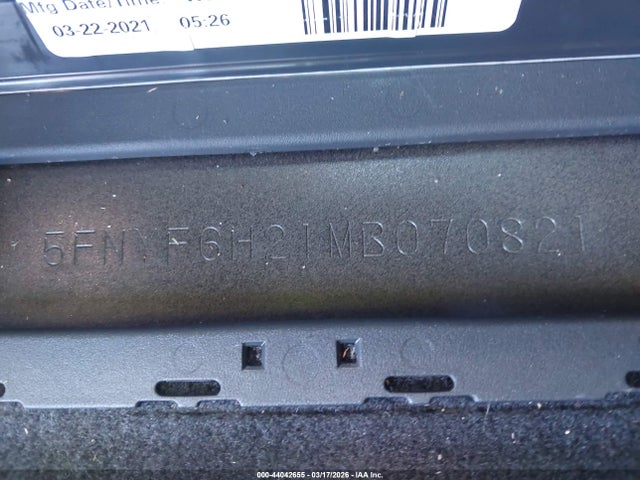 Mfg Date/Time:
03-22-2021 05:26
5FNYF6H21MB070821
000-44042655 - 03/17/2026 - IAA Inc.